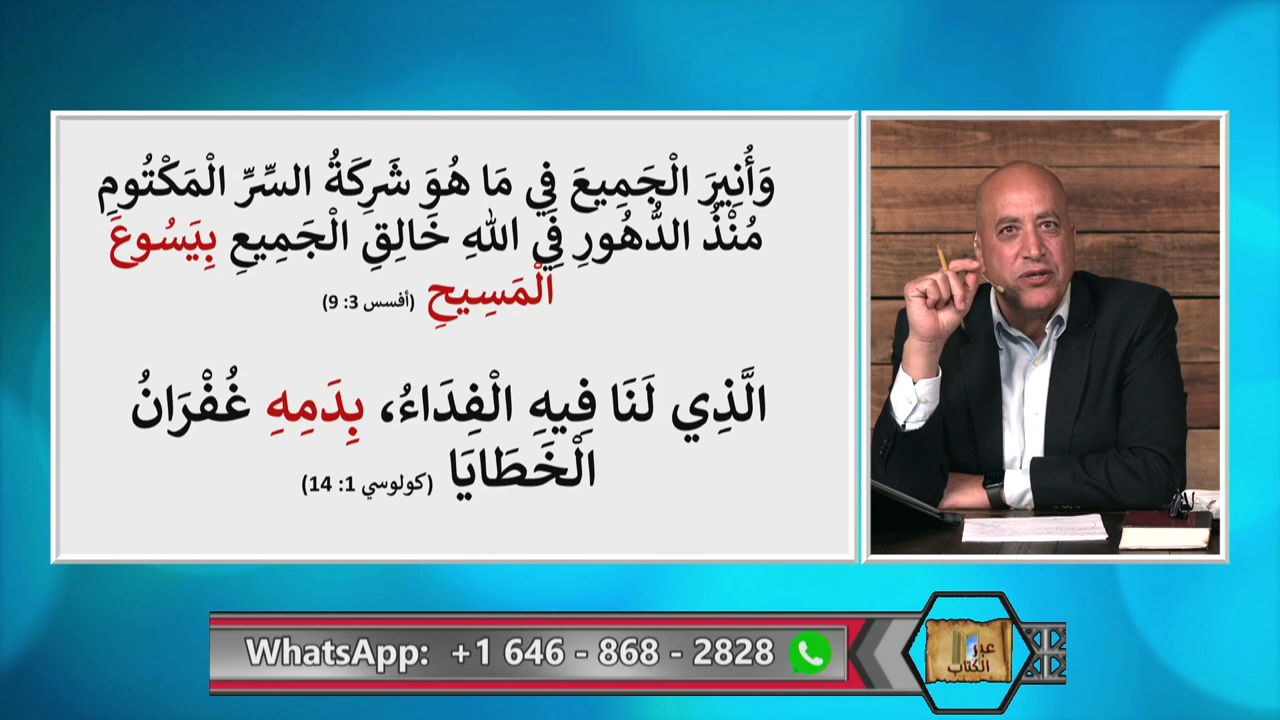 وَأُنِيرَ الْجَمِيعَ فِي مَا هُوَ شَرِكَةُ السِّرِّ الْمَكْتُومِ
مُنْذُ الدُّهُورِ فِي اللهِ خَالِقِ الْجَمِيعِ بِيَسُوعَ
الْمَسِيحِ (أفسس 3: 9)
الَّذِي لَنَا فِيهِ الْفِدَاءُ، بِدَمِهِ غُفْرَانُ
الْخَطَايَا (كولوسي 1: 14)
WhatsApp: +1 646 - 868 - 2828
عبر
الكتاب